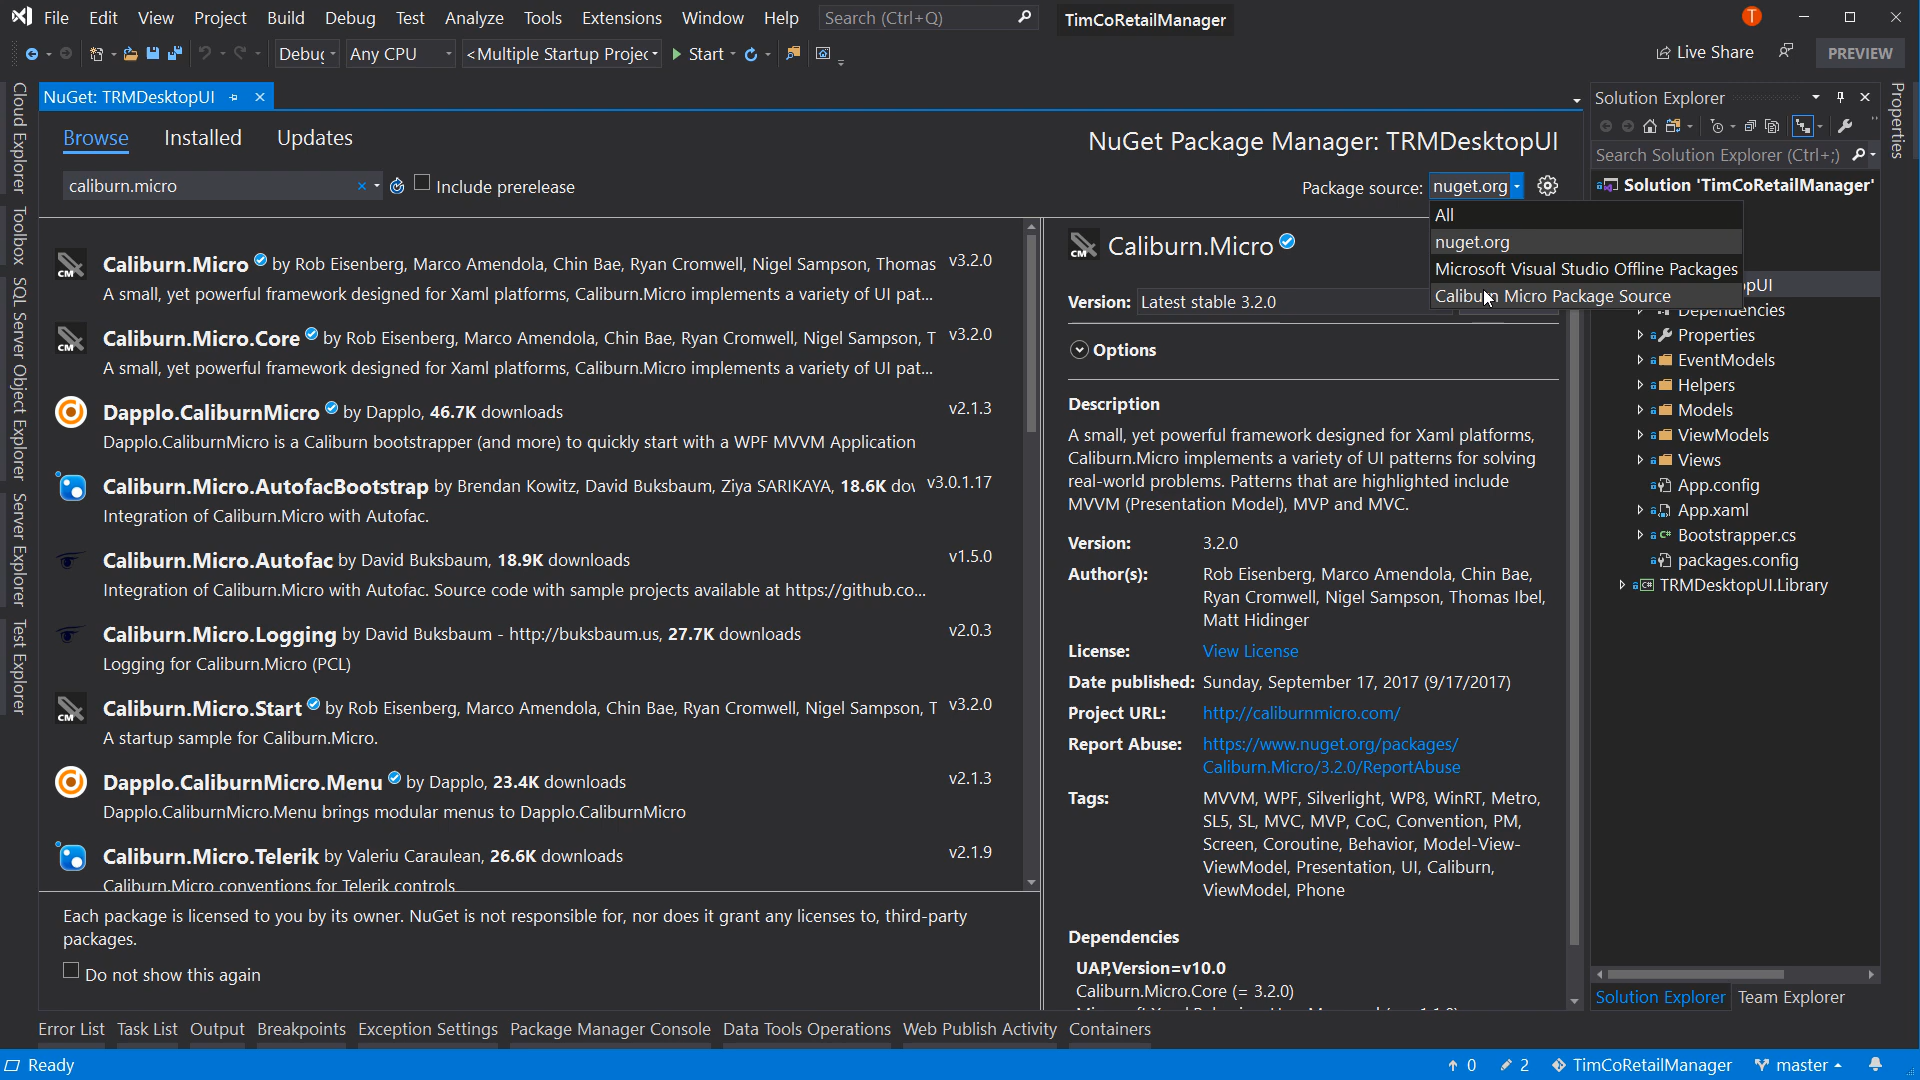 File Edit View Project Build Debug Test Analyze Tools Extensions Window Help Search (Ctrl+Q) TimCoRetailManager T
Debug Any CPU <Multiple Startup Projec Start Live Share PREVIEW
Cloud Explorer
Toolbox
SQL Server Object Explorer
Server Explorer
Test Explorer
NuGet: TRMDesktopUI
Browse Installed Updates
NuGet Package Manager: TRMDesktopUI
caliburn.micro
Include prerelease
Package source: nuget.org
All
nuget.org
Microsoft Visual Studio Offline Packages
Caliburn Micro Package Source
CM
Caliburn.Micro by Rob Eisenberg, Marco Amendola, Chin Bae, Ryan Cromwell, Nigel Sampson, Thomas v3.2.0
A small, yet powerful framework designed for Xaml platforms, Caliburn.Micro implements a variety of UI pat...
CM
Caliburn.Micro.Core by Rob Eisenberg, Marco Amendola, Chin Bae, Ryan Cromwell, Nigel Sampson, T v3.2.0
A small, yet powerful framework designed for Xaml platforms, Caliburn.Micro implements a variety of UI pat...
Dapplo.CaliburnMicro by Dapplo, 46.7K downloads v2.1.3
Dapplo.CaliburnMicro is a Caliburn bootstrapper (and more) to quickly start with a WPF MVVM Application
Caliburn.Micro.AutofacBootstrap by Brendan Kowitz, David Buksbaum, Ziya SARIKAYA, 18.6K dov v3.0.1.17
Integration of Caliburn.Micro with Autofac.
Caliburn.Micro.Autofac by David Buksbaum, 18.9K downloads v1.5.0
Integration of Caliburn.Micro with Autofac. Source code with sample projects available at https://github.co...
Caliburn.Micro.Logging by David Buksbaum - http://buksbaum.us, 27.7K downloads v2.0.3
Logging for Caliburn.Micro (PCL)
CM
Caliburn.Micro.Start by Rob Eisenberg, Marco Amendola, Chin Bae, Ryan Cromwell, Nigel Sampson, T v3.2.0
A startup sample for Caliburn.Micro.
Dapplo.CaliburnMicro.Menu by Dapplo, 23.4K downloads v2.1.3
Dapplo.CaliburnMicro.Menu brings modular menus to Dapplo.CaliburnMicro
Caliburn.Micro.Telerik by Valeriu Caraulean, 26.6K downloads v2.1.9
Caliburn.Micro conventions for Telerik controls
Each package is licensed to you by its owner. NuGet is not responsible for, nor does it grant any licenses to, third-party
packages.
Do not show this again
CM
Caliburn.Micro
Version: Latest stable 3.2.0
Options
Description
A small, yet powerful framework designed for Xaml platforms,
Caliburn.Micro implements a variety of UI patterns for solving
real-world problems. Patterns that are highlighted include
MVVM (Presentation Model), MVP and MVC.
Version: 3.2.0
Author(s): Rob Eisenberg, Marco Amendola, Chin Bae,
Ryan Cromwell, Nigel Sampson, Thomas Ibel,
Matt Hidinger
License: View License
Date published: Sunday, September 17, 2017 (9/17/2017)
Project URL: http://caliburnmicro.com/
Report Abuse: https://www.nuget.org/packages/
Caliburn.Micro/3.2.0/ReportAbuse
Tags: MVVM, WPF, Silverlight, WP8, WinRT, Metro,
SL5, SL, MVC, MVP, CoC, Convention, PM,
Screen, Coroutine, Behavior, Model-View-
ViewModel, Presentation, UI, Caliburn,
ViewModel, Phone
Dependencies
UAP,Version=v10.0
Caliburn.Micro.Core (= 3.2.0)
Solution Explorer
Search Solution Explorer (Ctrl+;)
Solution 'TimCoRetailManager'
pUI
Dependencies
Properties
EventModels
Helpers
Models
ViewModels
Views
App.config
App.xaml
Bootstrapper.cs
packages.config
TRMDesktopUI.Library
Solution Explorer Team Explorer
Properties
Error List Task List Output Breakpoints Exception Settings Package Manager Console Data Tools Operations Web Publish Activity Containers
Ready 0 2 TimCoRetailManager master